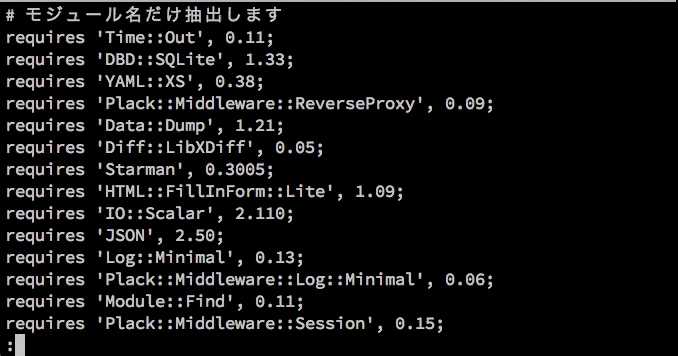 # モジュール名だけ抽出します
requires 'Time::Out', 0.11;
requires 'DBD::SQLite', 1.33;
requires 'YAML::XS', 0.38;
requires 'Plack::Middleware::ReverseProxy', 0.09;
requires 'Data::Dump', 1.21;
requires 'Diff::LibXDiff', 0.05;
requires 'Starman', 0.3005;
requires 'HTML::FillInForm::Lite', 1.09;
requires 'IO::Scalar', 2.110;
requires 'JSON', 2.50;
requires 'Log::Minimal', 0.13;
requires 'Plack::Middleware::Log::Minimal', 0.06;
requires 'Module::Find', 0.11;
requires 'Plack::Middleware::Session', 0.15;
: